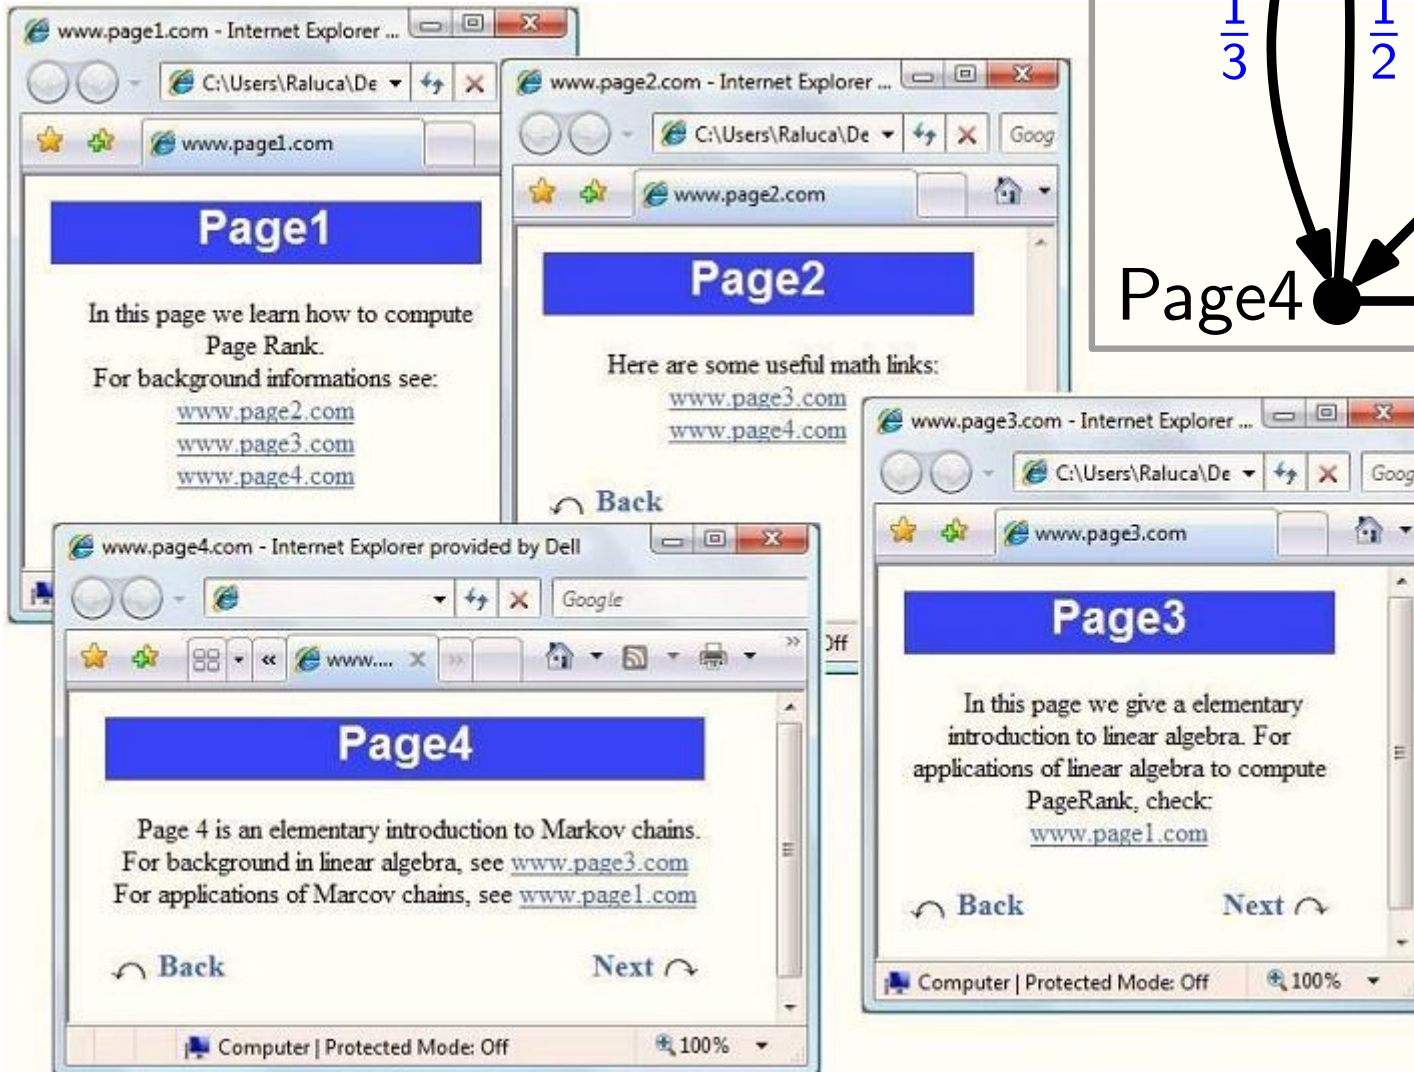 www.page1.com - Internet Explorer ...
C:\Users\Raluca\De
www.page1.com
Page1
In this page we learn how to compute
Page Rank.
For background informations see:
www.page2.com
www.page3.com
www.page4.com
www.page2.com - Internet Explorer ...
C:\Users\Raluca\De
Goog
www.page2.com
Page2
Here are some useful math links:
www.page3.com
www.page4.com
Back
Off
1
3
1
2
Page4
www.page4.com - Internet Explorer provided by Dell
Google
www....
Page4
Page 4 is an elementary introduction to Markov chains.
For background in linear algebra, see www.page3.com
For applications of Marcov chains, see www.page1.com
Back Next
Computer | Protected Mode: Off 100%
www.page3.com - Internet Explorer ...
C:\Users\Raluca\De
Goog
www.page3.com
Page3
In this page we give a elementary
introduction to linear algebra. For
applications of linear algebra to compute
PageRank, check:
www.page1.com
Back Next
Computer | Protected Mode: Off 100%